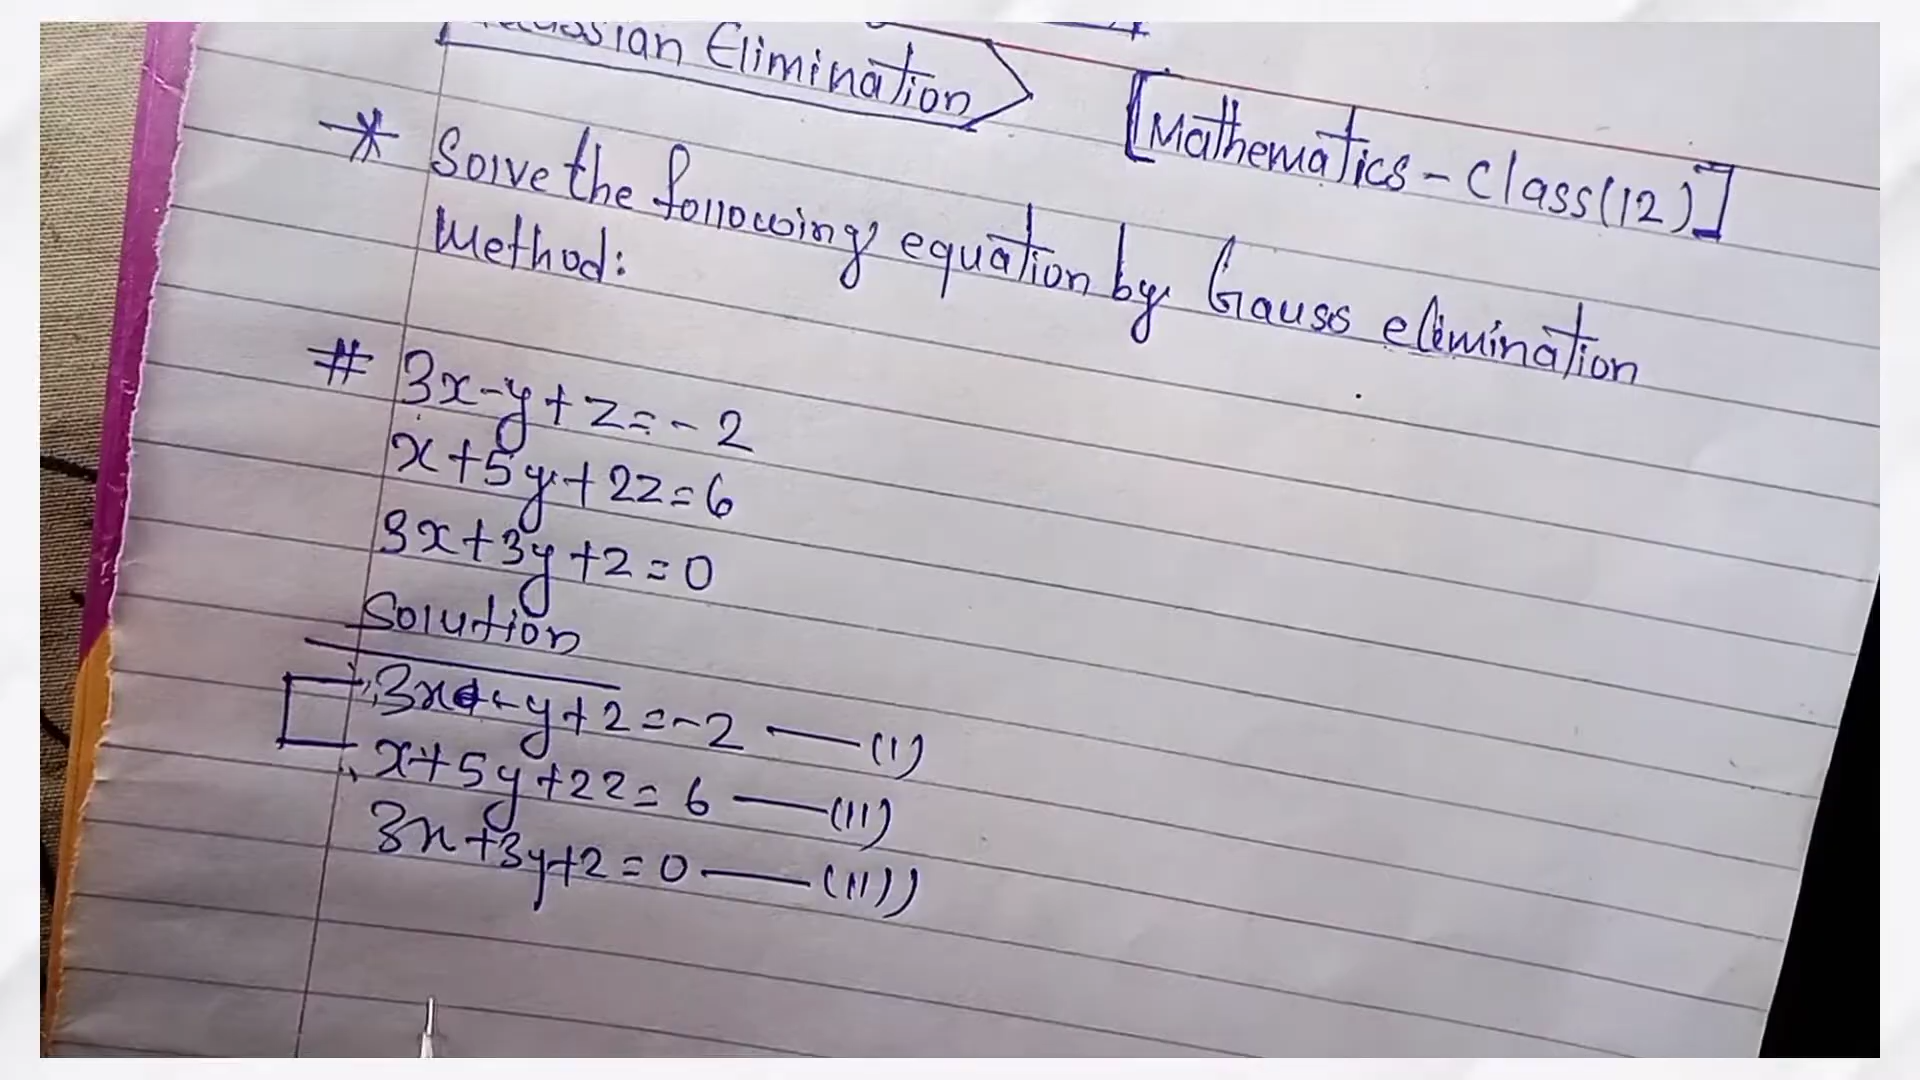 Gaussian Elimination
[Mathematics - Class (12)]
* Solve the following equation by Gauss elimination
Method:
# 3x-y+z=-2
x+5y+2z=6
3x+3y+z=0
Solution
3x-y+z=-2 —(I)
x+5y+2z=6 —(II)
3x+3y+z=0 —(III)